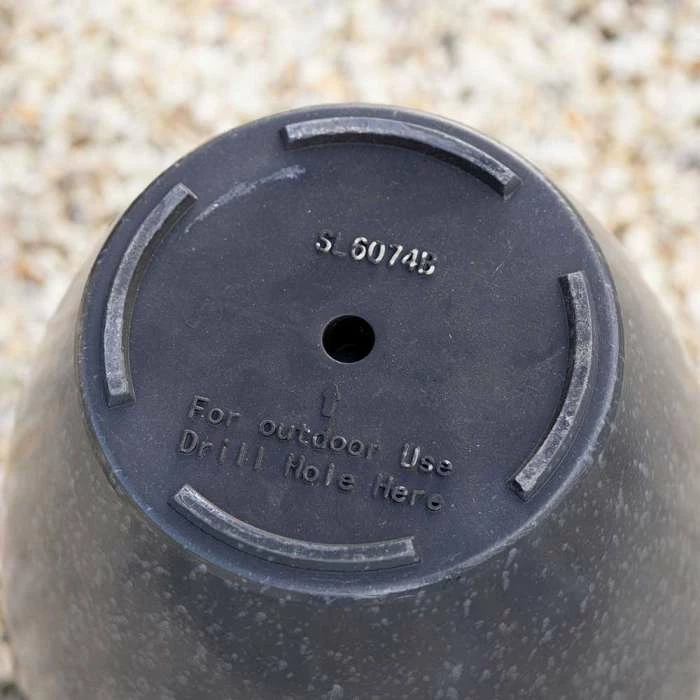 SL6074B
For outdoor Use
Drill Hole Here